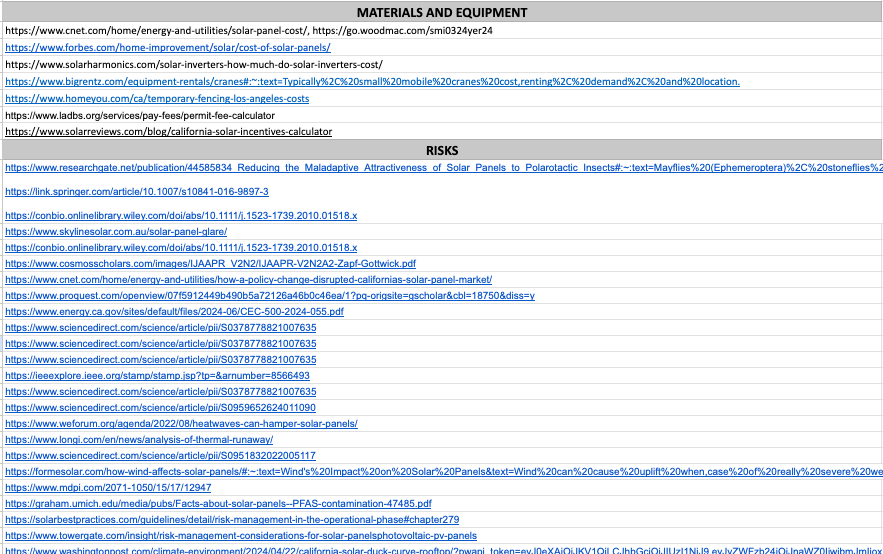 MATERIALS AND EQUIPMENT
https://www.cnet.com/home/energy-and-utilities/solar-panel-cost/, https://go.woodmac.com/smi0324yer24
https://www.forbes.com/home-improvement/solar/cost-of-solar-panels/
https://www.solarharmonics.com/solar-inverters-how-much-do-solar-inverters-cost/
https://www.bigrentz.com/equipment-rentals/cranes#:~:text=Typically%2C%20small%20mobile%20cranes%20cost,renting%2C%20demand%2C%20and%20location.
https://www.homeyou.com/ca/temporary-fencing-los-angeles-costs
https://www.ladbs.org/services/pay-fees/permit-fee-calculator
https://www.solarreviews.com/blog/california-solar-incentives-calculator
RISKS
https://www.researchgate.net/publication/44585834_Reducing_the_Maladaptive_Attractiveness_of_Solar_Panels_to_Polarotactic_Insects#:~:text=Mayflies%20(Ephemeroptera)%2C%20stoneflies%2
https://link.springer.com/article/10.1007/s10841-016-9897-3
https://conbio.onlinelibrary.wiley.com/doi/abs/10.1111/j.1523-1739.2010.01518.x
https://www.skylinesolar.com.au/solar-panel-glare/
https://conbio.onlinelibrary.wiley.com/doi/abs/10.1111/j.1523-1739.2010.01518.x
https://www.cosmosscholars.com/images/IJAAPR_V2N2/IJAAPR-V2N2A2-Zapf-Gottwick.pdf
https://www.cnet.com/home/energy-and-utilities/how-a-policy-change-disrupted-californias-solar-panel-market/
https://www.proquest.com/openview/07f5912449b490b5a72126a46b0c46ea/1?pq-origsite=gscholar&cbl=18750&diss=y
https://www.energy.ca.gov/sites/default/files/2024-06/CEC-500-2024-055.pdf
https://www.sciencedirect.com/science/article/pii/S0378778821007635
https://www.sciencedirect.com/science/article/pii/S0378778821007635
https://www.sciencedirect.com/science/article/pii/S0378778821007635
https://ieeexplore.ieee.org/stamp/stamp.jsp?tp=&arnumber=8566493
https://www.sciencedirect.com/science/article/pii/S0378778821007635
https://www.sciencedirect.com/science/article/pii/S0959652624011090
https://www.weforum.org/agenda/2022/08/heatwaves-can-hamper-solar-panels/
https://www.longi.com/en/news/analysis-of-thermal-runaway/
https://www.sciencedirect.com/science/article/pii/S0951832022005117
https://formesolar.com/how-wind-affects-solar-panels/#:~:text=Wind's%20Impact%20on%20Solar%20Panels&text=Wind%20can%20cause%20uplift%20when,case%20of%20really%20severe%20we
https://www.mdpi.com/2071-1050/15/17/12947
https://graham.umich.edu/media/pubs/Facts-about-solar-panels--PFAS-contamination-47485.pdf
https://solarbestpractices.com/guidelines/detail/risk-management-in-the-operational-phase#chapter279
https://www.towergate.com/insight/risk-management-considerations-for-solar-panelsphotovoltaic-pv-panels